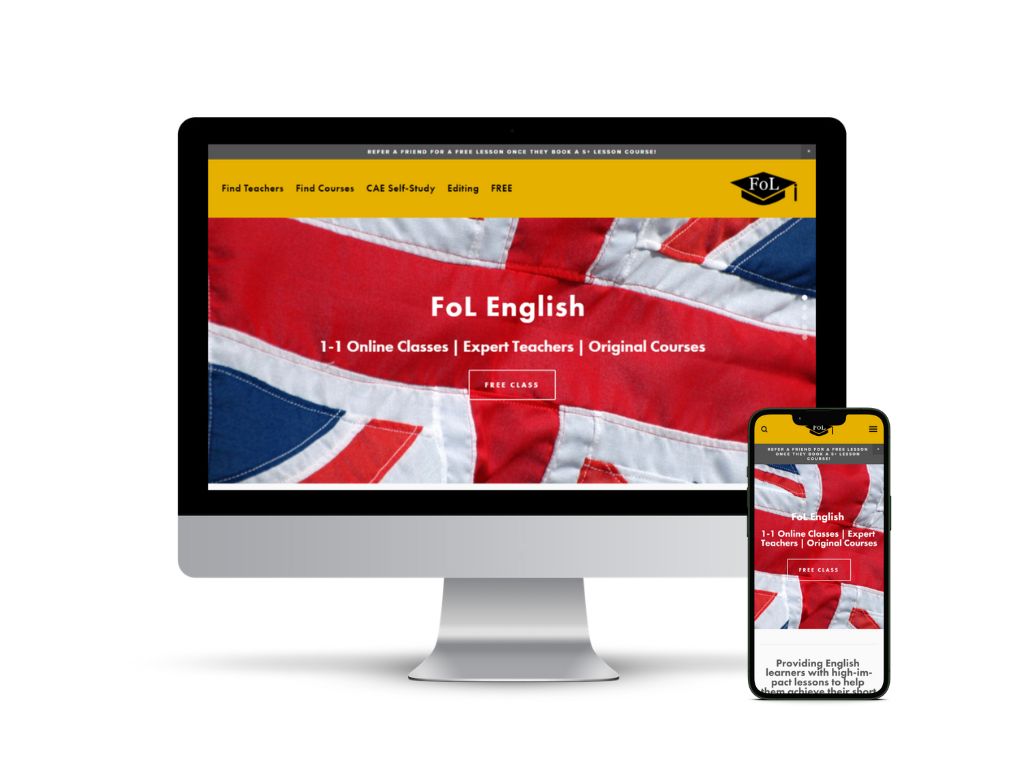 REFER A FRIEND FOR A FREE LESSON ONCE THEY BOOK A 5+ LESSON COURSE!
Find Teachers Find Courses CAE Self-Study Editing FREE
FoL
FoL English
1-1 Online Classes | Expert Teachers | Original Courses
FREE CLASS
FoL
REFER A FRIEND FOR A FREE LESSON
ONCE THEY BOOK A 5+ LESSON
COURSE!
FoL English
1-1 Online Classes | Expert
Teachers | Original Courses
FREE CLASS
Providing English
learners with high-im-
pact lessons to help
them achieve their short